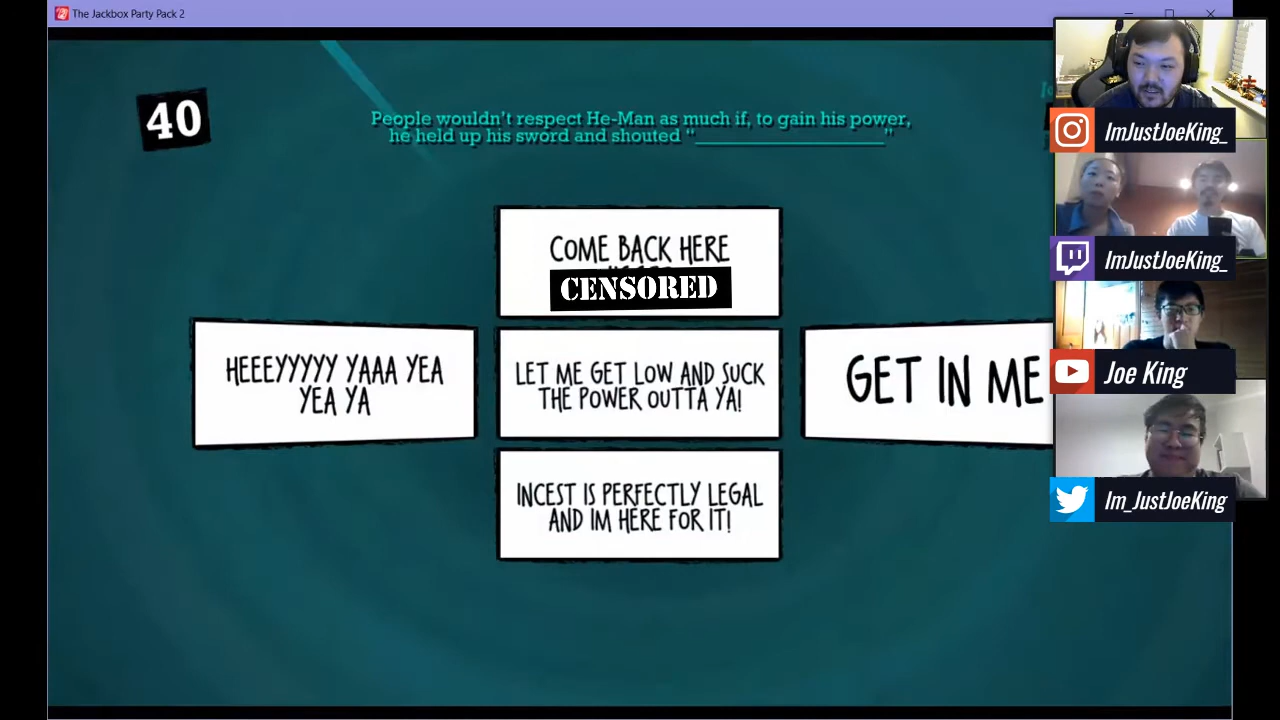 The Jackbox Party Pack 2
40
People wouldn't respect He-Man as much if, to gain his power,
he held up his sword and shouted "____________________"
COME BACK HERE
CENSORED
HEEEYYYYY YAAA YEA
YEA YA
LET ME GET LOW AND SUCK
THE POWER OUTTA YA!
GET IN ME
INCEST IS PERFECTLY LEGAL
AND IM HERE FOR IT!
ImJustJoeKing_
ImJustJoeKing_
Joe King
Im_JustJoeKing